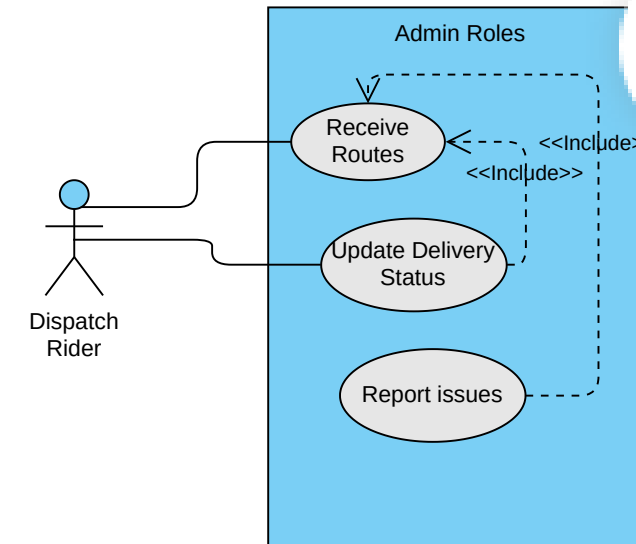 Admin Roles
Receive
Routes
<<Include>
<<Include>>
Update Delivery
Status
Dispatch
Rider
Report issues